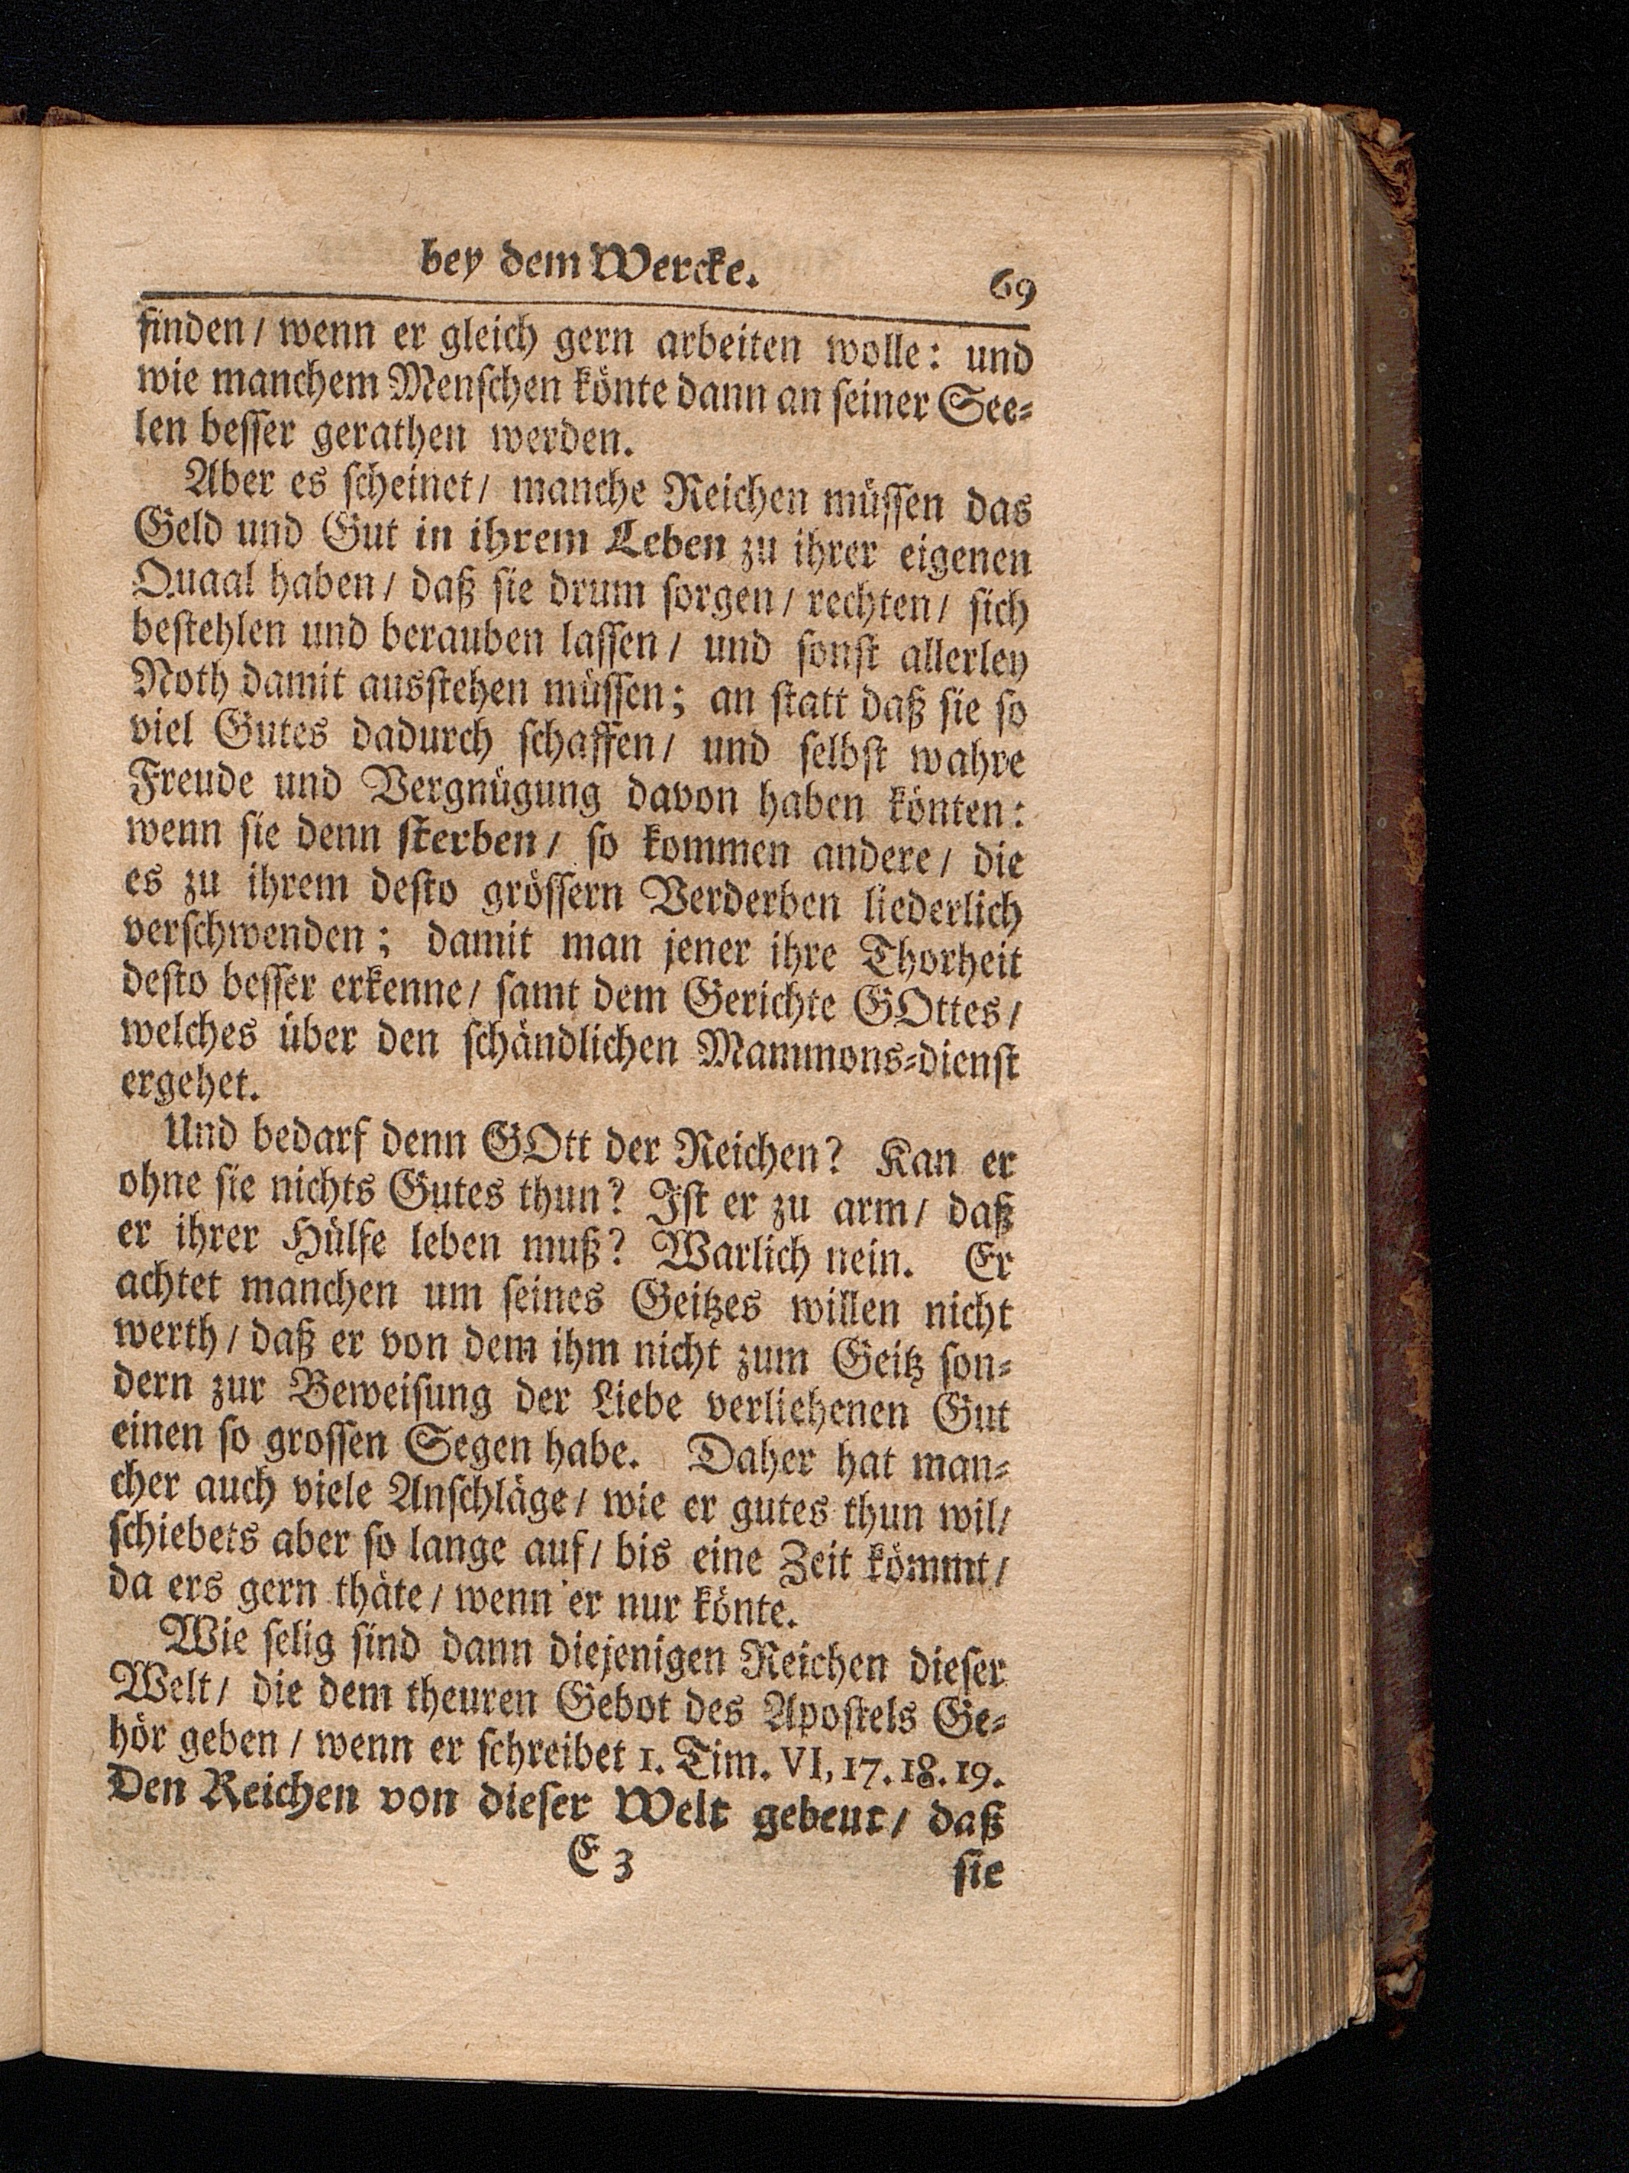 bey dem Wercke. 69
finden / wenn er gleich gern arbeiten wolle: und
wie manchem Menschen könte dann an seiner See-
len besser gerathen werden.
Aber es scheinet / manche Reichen müssen das
Geld und Gut in ihrem Leben zu ihrer eigenen
Quaal haben / daß sie drum sorgen / rechten / sich
bestehlen und berauben lassen / und sonst allerley
Noth damit ausstehen müssen; an statt daß sie so
viel Gutes dadurch schaffen / und selbst wahre
Freude und Vergnügung davon haben könten:
wenn sie denn sterben / so kommen andere / die
es zu ihrem desto grössern Verderben liederlich
verschwenden; damit man jener ihre Thorheit
desto besser erkenne / samt dem Gerichte GOttes /
welches über den schändlichen Mammons-dienst
ergehet.
Und bedarf denn GOtt der Reichen? Kan er
ohne sie nichts Gutes thun? Ist er zu arm / daß
er ihrer Hülfe leben muß? Warlich nein. Er
achtet manchen um seines Geitzes willen nicht
werth / daß er von dem ihm nicht zum Geitz son-
dern zur Beweisung der Liebe verliehenen Gut
einen so grossen Segen habe. Daher hat man-
cher auch viele Anschläge / wie er gutes thun wil /
schiebets aber so lange auf / bis eine Zeit kömmt /
da ers gern thäte / wenn er nur könte.
Wie selig sind dann diejenigen Reichen dieser
Welt / die dem theuren Gebot des Apostels Ge-
hör geben / wenn er schreibet 1. Tim. VI, 17. 18. 19.
Den Reichen von dieser Welt gebeut / daß
E 3 sie